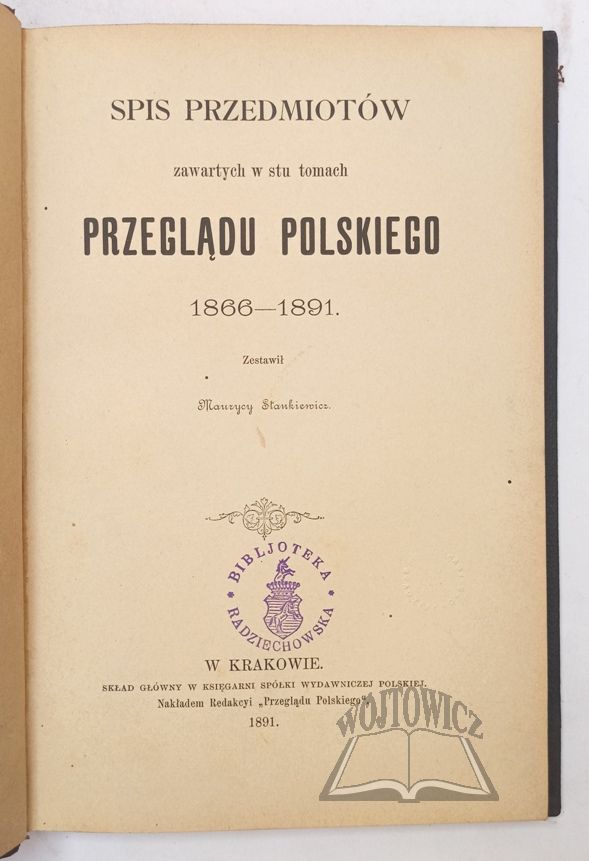 SPIS PRZEDMIOTÓW
zawartych w stu tomach
PRZEGLĄDU POLSKIEGO
1866—1891.
Zestawił
Maurycy Stankiewicz.
BIBLJOTEKA
RADZIECHOWSKA
W KRAKOWIE.
SKŁAD GŁÓWNY W KSIĘGARNI SPÓŁKI WYDAWNICZEJ POLSKIEJ.
Nakładem Redakcyi „Przeglądu Polskiego".
1891.
WÓJTOWICZ